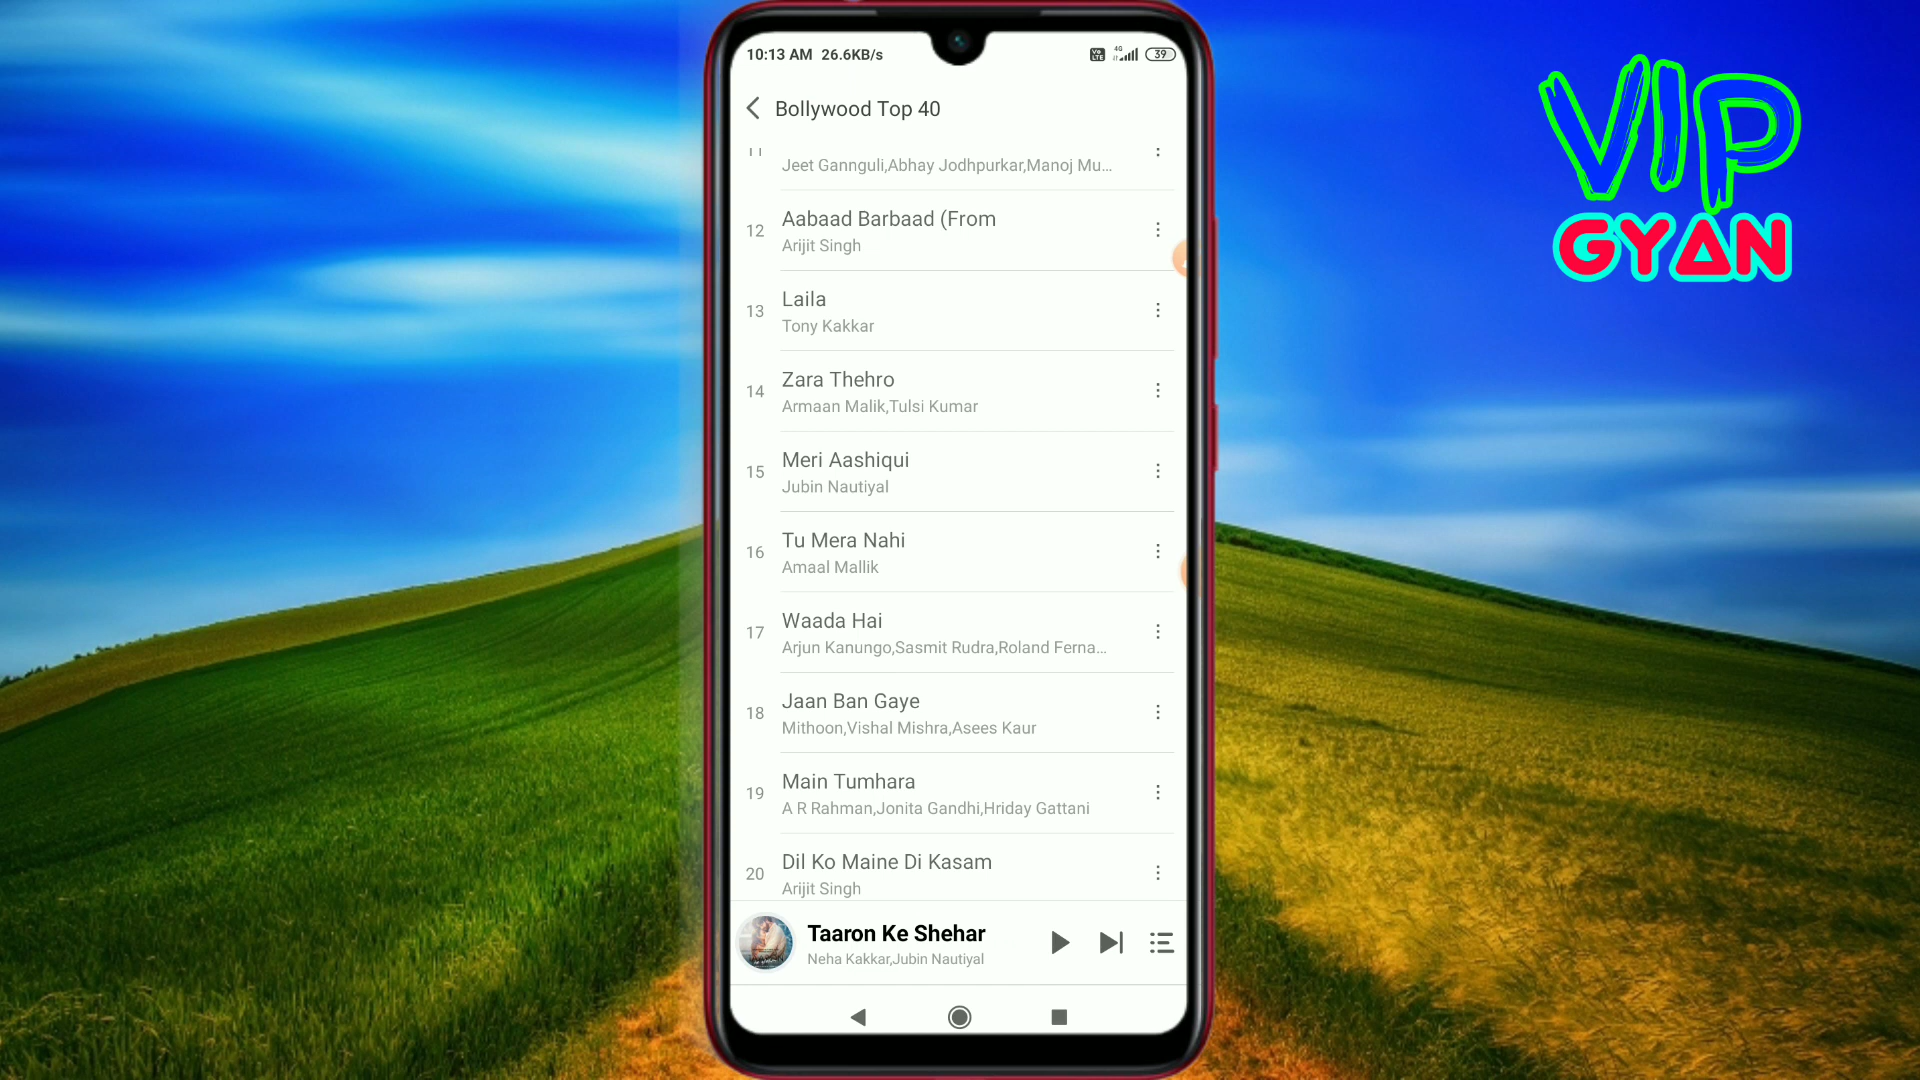 10:13 AM 26.6KB/s Vo LTE 4G 39
Bollywood Top 40
Jeet Gannguli,Abhay Jodhpurkar,Manoj Mu...
12 Aabaad Barbaad (From
Arijit Singh
13 Laila
Tony Kakkar
14 Zara Thehro
Armaan Malik,Tulsi Kumar
15 Meri Aashiqui
Jubin Nautiyal
16 Tu Mera Nahi
Amaal Mallik
17 Waada Hai
Arjun Kanungo,Sasmit Rudra,Roland Ferna...
18 Jaan Ban Gaye
Mithoon,Vishal Mishra,Asees Kaur
19 Main Tumhara
A R Rahman,Jonita Gandhi,Hriday Gattani
20 Dil Ko Maine Di Kasam
Arijit Singh
Taaron Ke Shehar
Neha Kakkar,Jubin Nautiyal
VIP
GYAN